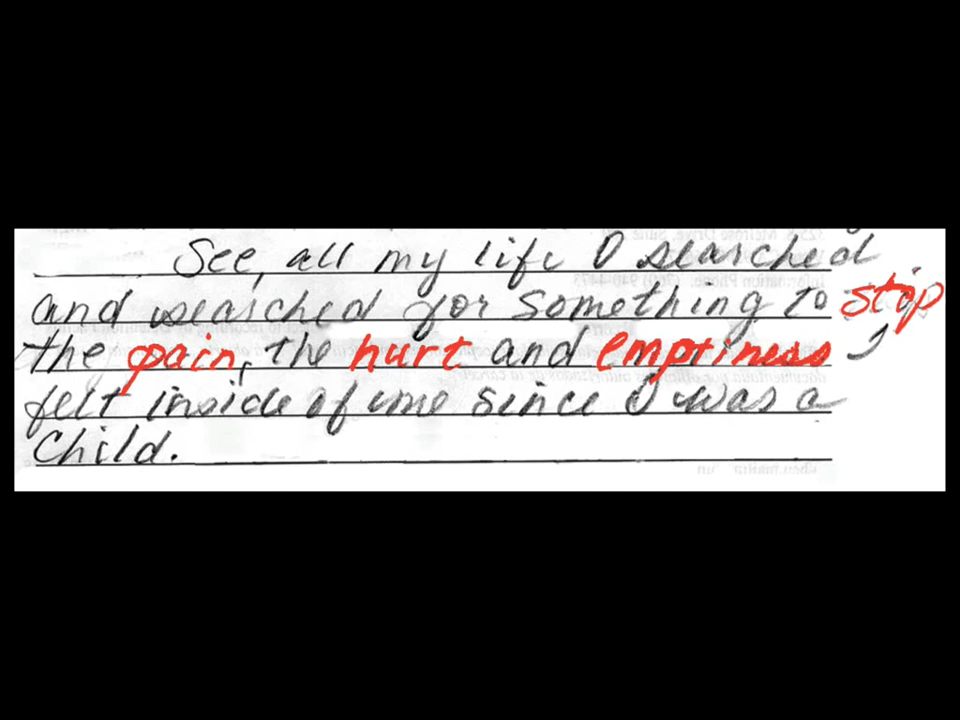 See, all my life I searched
and searched for something to stop
the pain, the hurt and emptiness I
felt inside of me since I was a
Child.